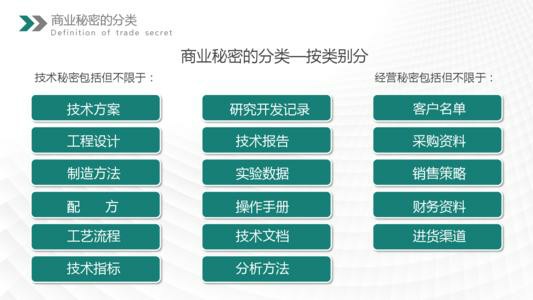 商业秘密的分类
Definition of trade secret
商业秘密的分类—按类别分
技术秘密包括但不限于：
经营秘密包括但不限于：
技术方案
研究开发记录
客户名单
工程设计
技术报告
采购资料
制造方法
实验数据
销售策略
配　方
操作手册
财务资料
工艺流程
技术文档
进货渠道
技术指标
分析方法